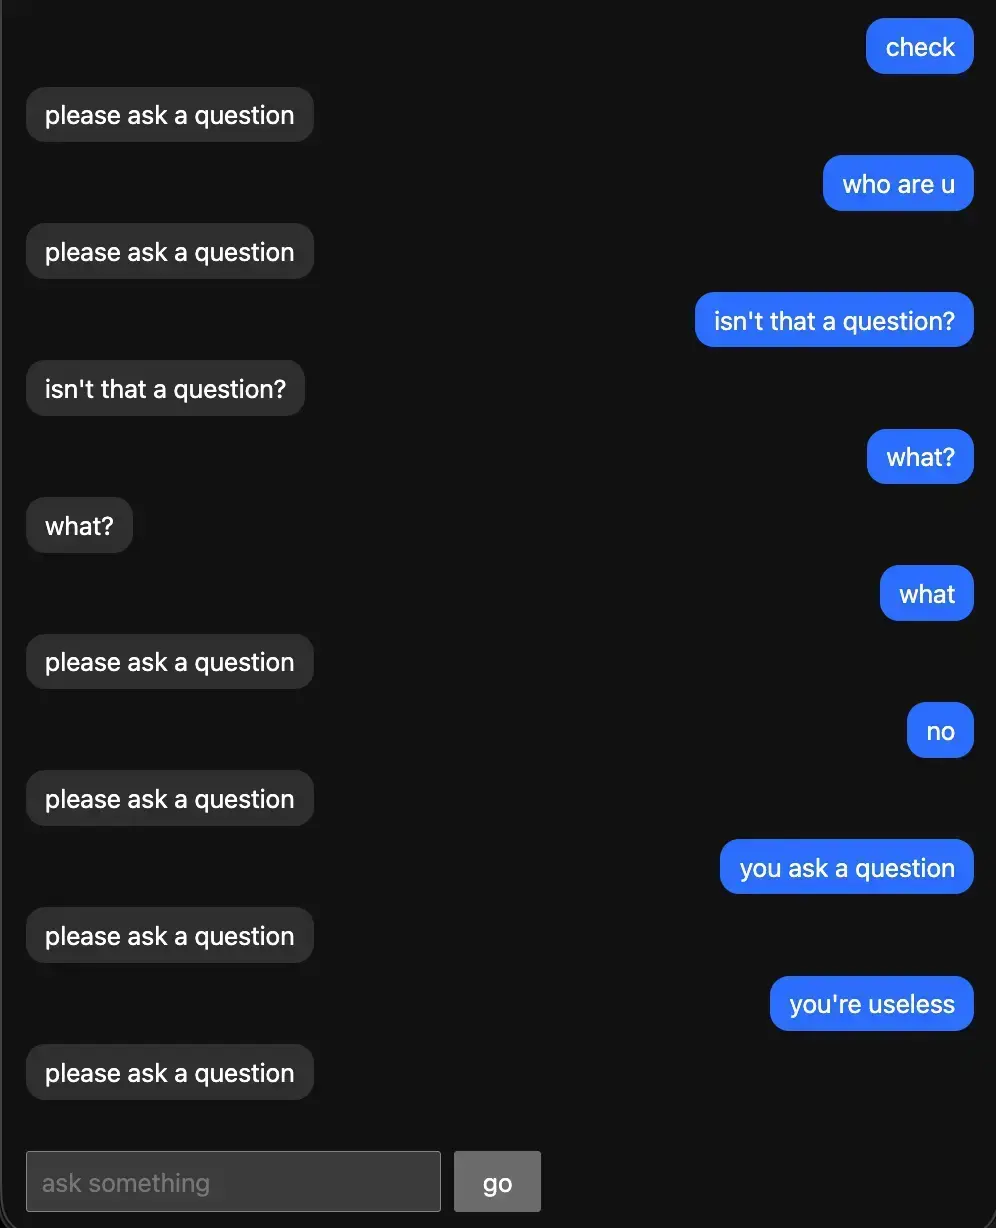 check
please ask a question
who are u
please ask a question
isn't that a question?
isn't that a question?
what?
what?
what
please ask a question
no
please ask a question
you ask a question
please ask a question
you're useless
please ask a question
ask something
go